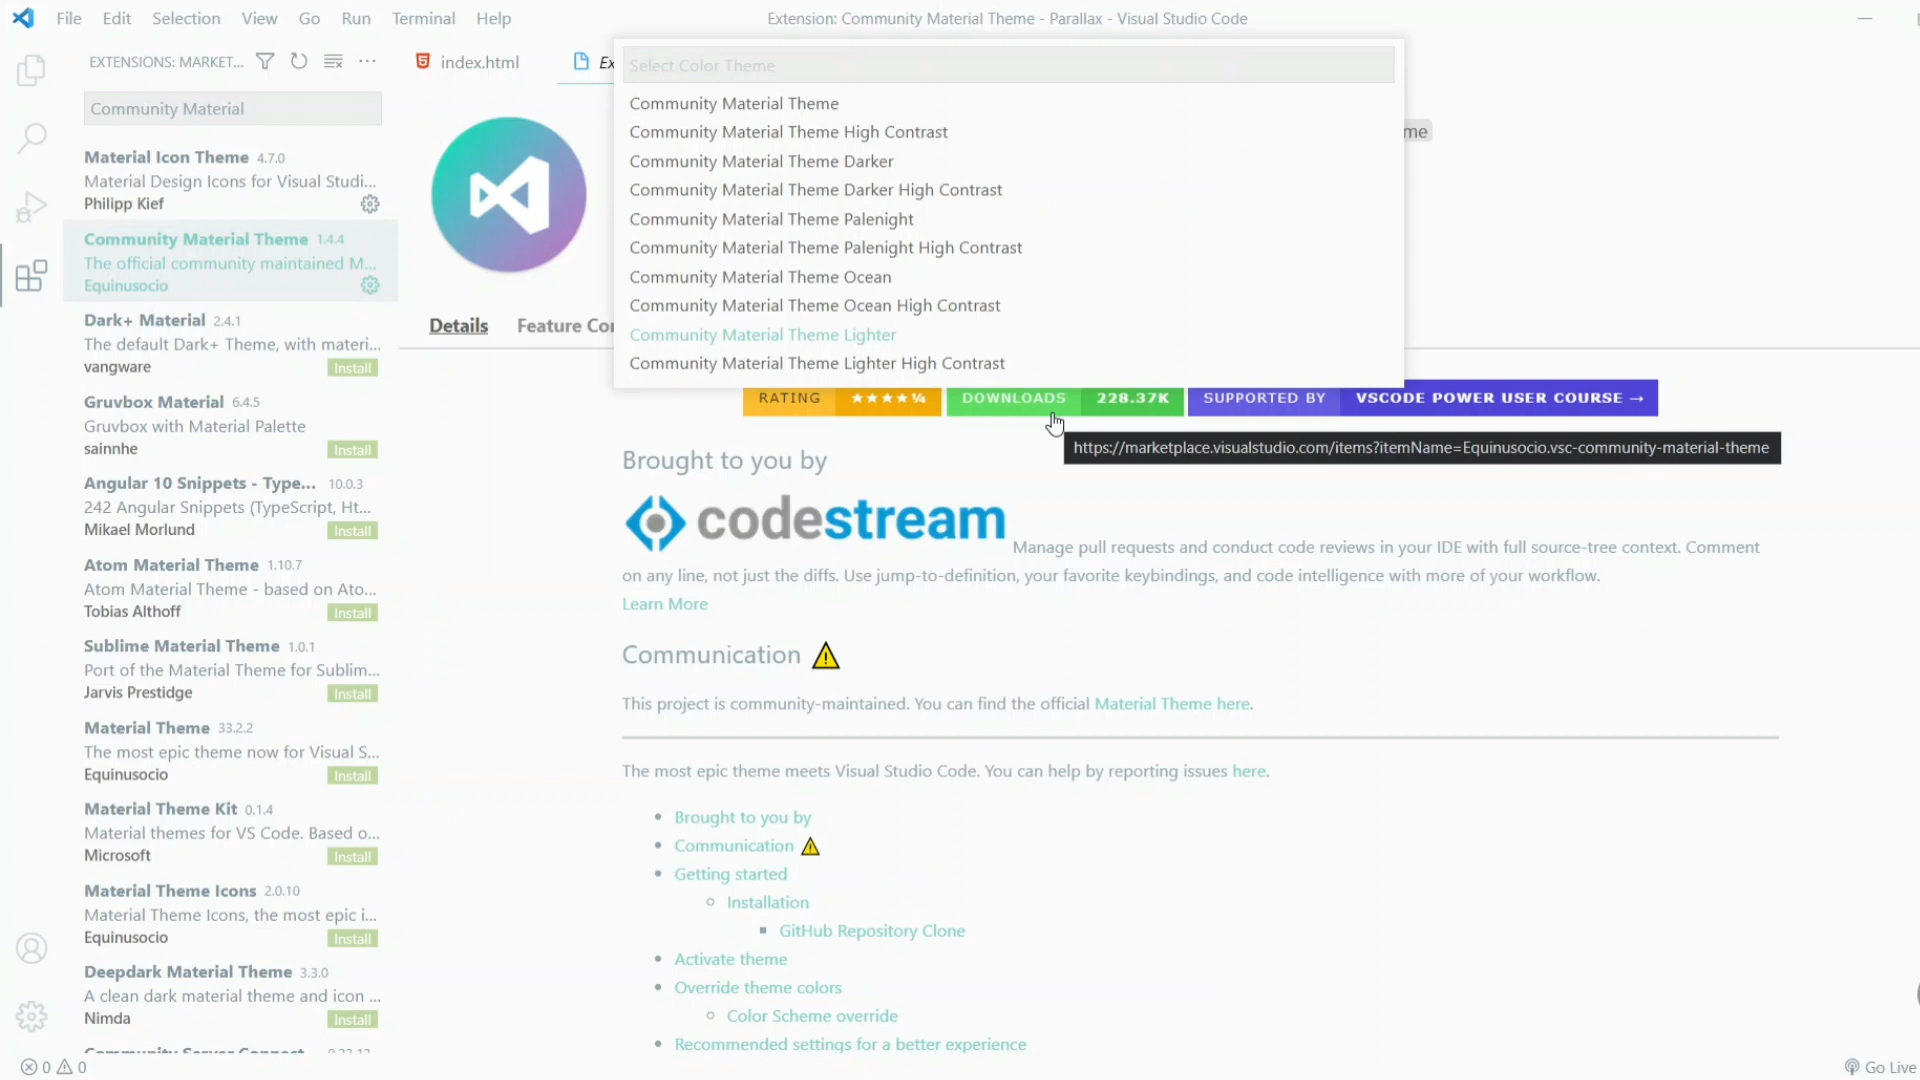 File Edit Selection View Go Run Terminal Help
Extension: Community Material Theme - Parallax - Visual Studio Code
EXTENSIONS: MARKET...
index.html
Ex
Select Color Theme
Community Material Theme
Community Material Theme High Contrast
Community Material Theme Darker
Community Material Theme Darker High Contrast
Community Material Theme Palenight
Community Material Theme Palenight High Contrast
Community Material Theme Ocean
Community Material Theme Ocean High Contrast
Community Material Theme Lighter
Community Material Theme Lighter High Contrast
me
Community Material
Material Icon Theme 4.7.0
Material Design Icons for Visual Studi...
Philipp Kief
Community Material Theme 1.4.4
The official community maintained M...
Equinusocio
Dark+ Material 2.4.1
The default Dark+ Theme, with materi...
vangware Install
Gruvbox Material 6.4.5
Gruvbox with Material Palette
sainnhe Install
Angular 10 Snippets - Type... 10.0.3
242 Angular Snippets (TypeScript, Ht...
Mikael Morlund Install
Atom Material Theme 1.10.7
Atom Material Theme - based on Ato...
Tobias Althoff Install
Sublime Material Theme 1.0.1
Port of the Material Theme for Sublim...
Jarvis Prestidge Install
Material Theme 33.2.2
The most epic theme now for Visual S...
Equinusocio Install
Material Theme Kit 0.1.4
Material themes for VS Code. Based o...
Microsoft Install
Material Theme Icons 2.0.10
Material Theme Icons, the most epic i...
Equinusocio Install
Deepdark Material Theme 3.3.0
A clean dark material theme and icon ...
Nimda Install
Details Feature Con
RATING ★★★★¼ DOWNLOADS 228.37K SUPPORTED BY VSCODE POWER USER COURSE →
https://marketplace.visualstudio.com/items?itemName=Equinusocio.vsc-community-material-theme
Brought to you by
codestream
Manage pull requests and conduct code reviews in your IDE with full source-tree context. Comment
on any line, not just the diffs. Use jump-to-definition, your favorite keybindings, and code intelligence with more of your workflow.
Learn More
Communication
This project is community-maintained. You can find the official Material Theme here.
The most epic theme meets Visual Studio Code. You can help by reporting issues here.
Brought to you by
Communication
Getting started
Installation
GitHub Repository Clone
Activate theme
Override theme colors
Color Scheme override
Recommended settings for a better experience
0 0
Go Live